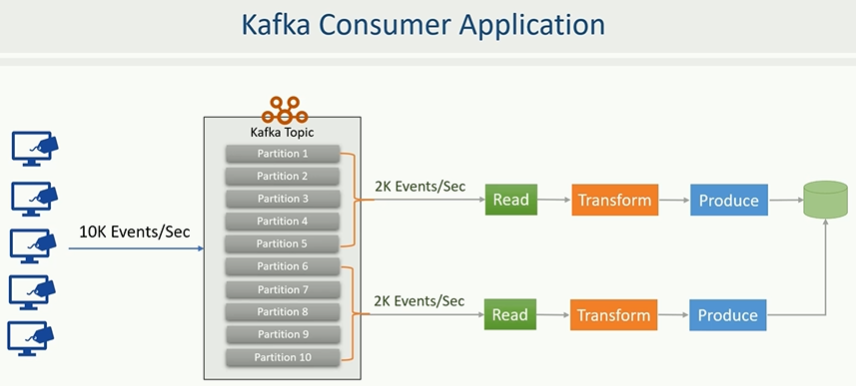 Kafka Consumer Application
Kafka Topic
Partition 1
Partition 2
Partition 3
Partition 4
Partition 5
Partition 6
Partition 7
Partition 8
Partition 9
Partition 10
10K Events/Sec
2K Events/Sec
Read
Transform
Produce
2K Events/Sec
Read
Transform
Produce